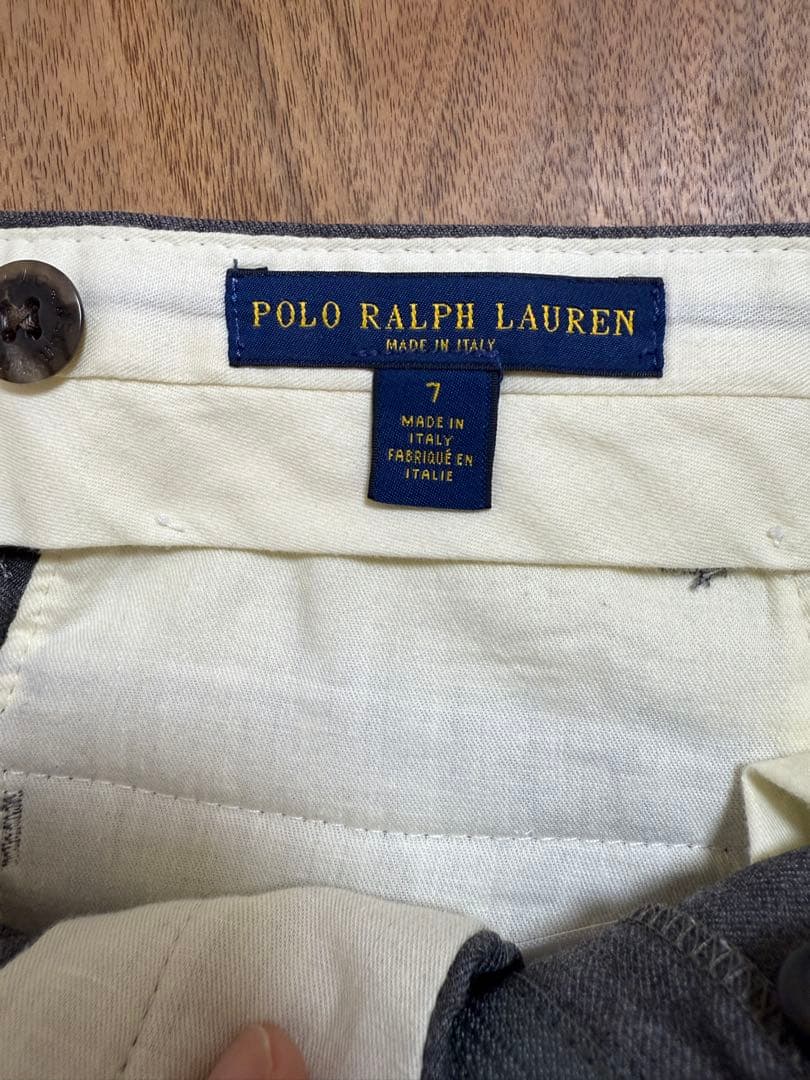 POLO RALPH LAUREN
MADE IN ITALY
7
MADE IN
ITALY
FABRIQUÉ EN
ITALIE